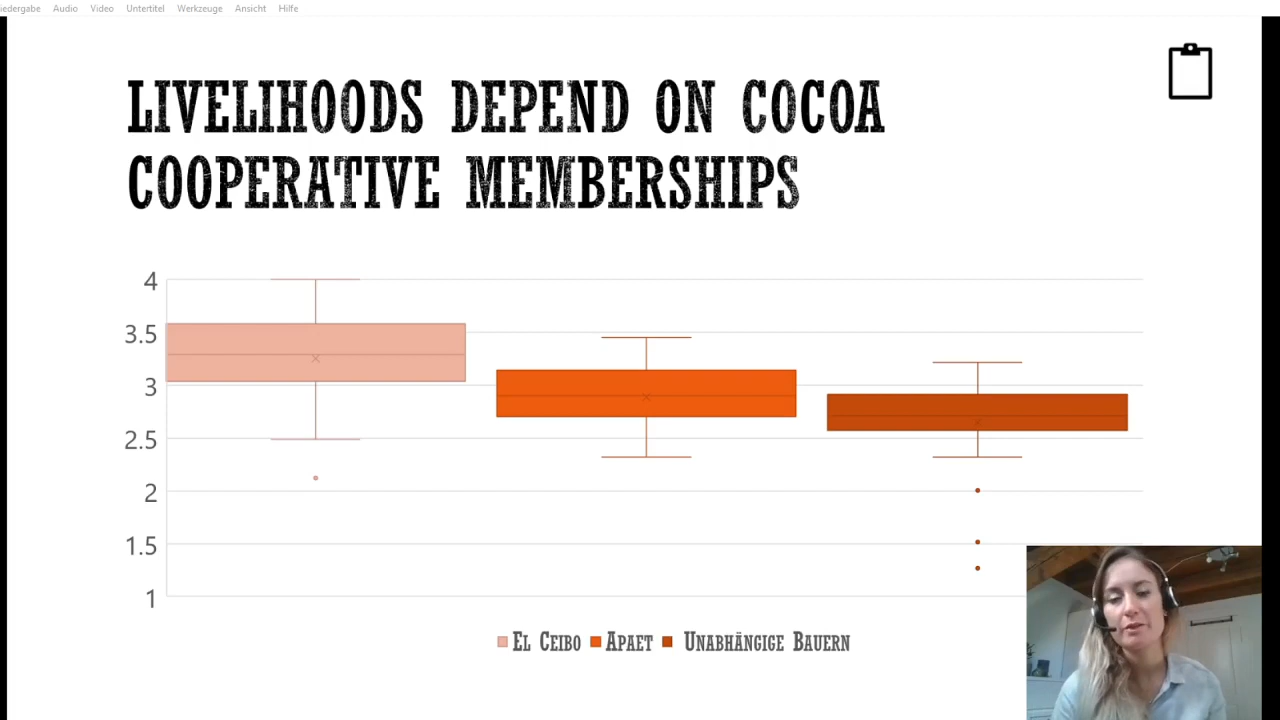 iedergabe Audio Video Untertitel Werkzeuge Ansicht Hilfe
LIVELIHOODS DEPEND ON COCOA
COOPERATIVE MEMBERSHIPS
4
3.5
3
2.5
2
1.5
1
EL CEIBO APAET UNABHÄNGIGE BAUERN